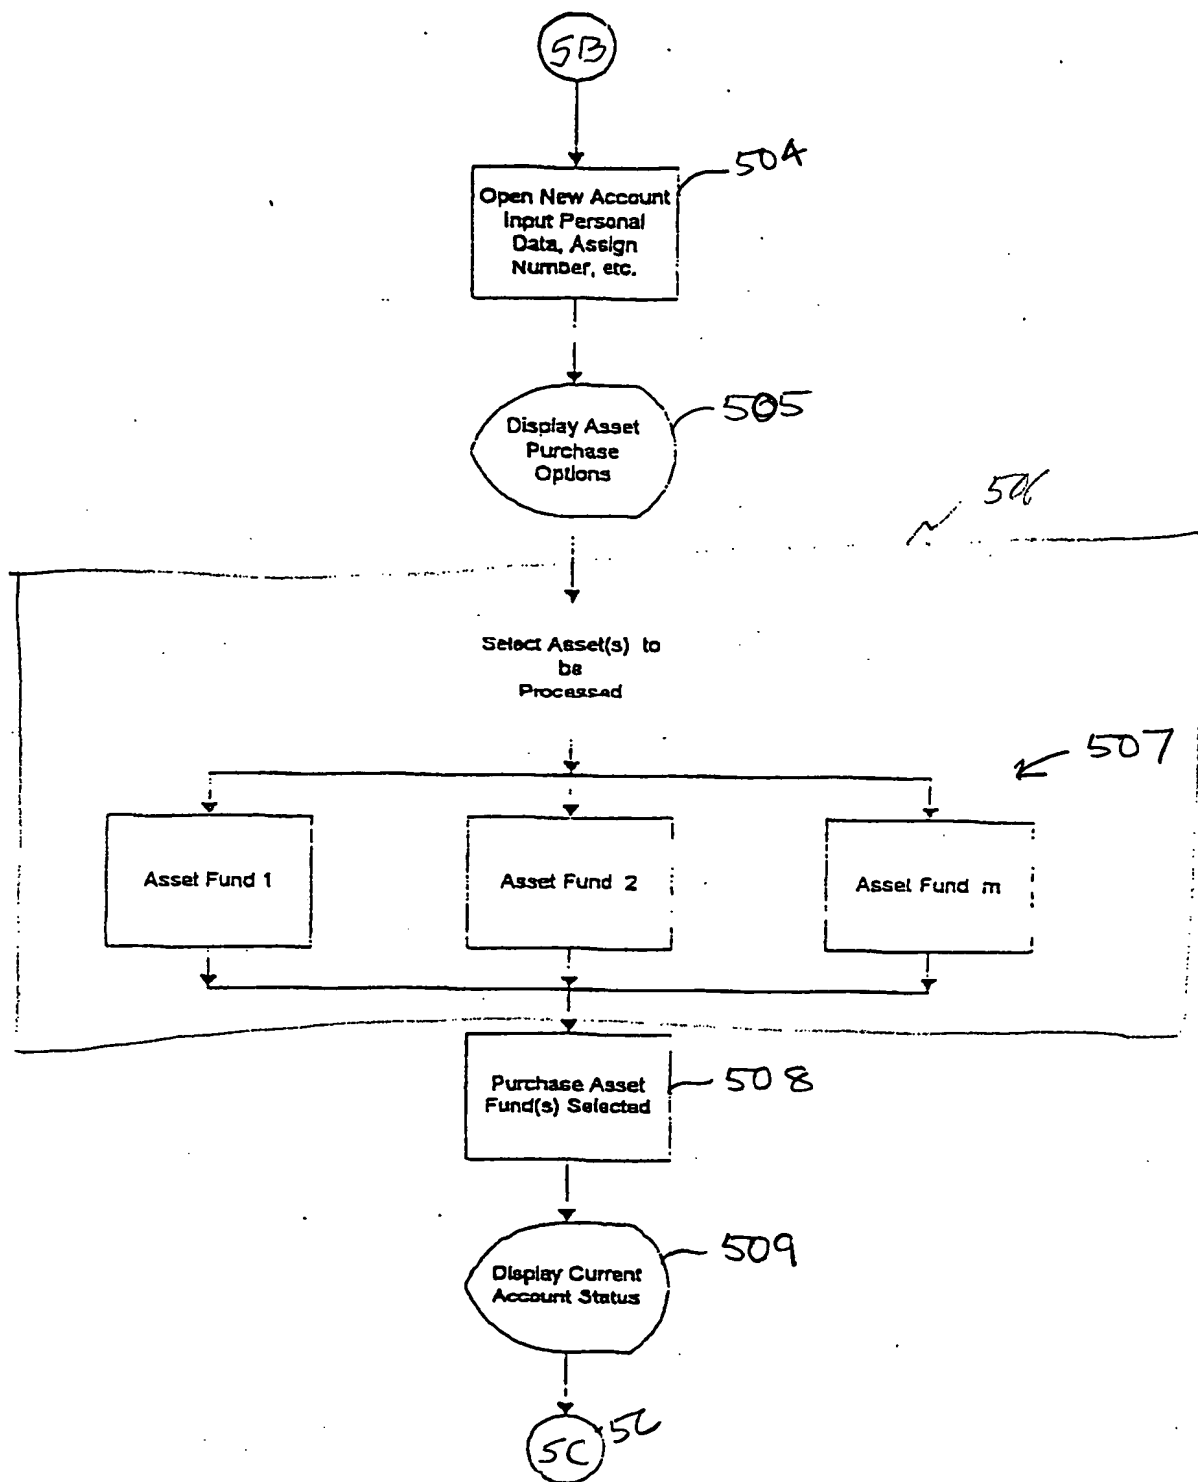 5B
504
Open New Account
Input Personal
Data, Assign
Number, etc.
505
Display Asset
Purchase
Options
506
Select Asset(s) to
be
Processed
507
Asset Fund 1
Asset Fund 2
Asset Fund m
508
Purchase Asset
Fund(s) Selected
509
Display Current
Account Status
5C
5C